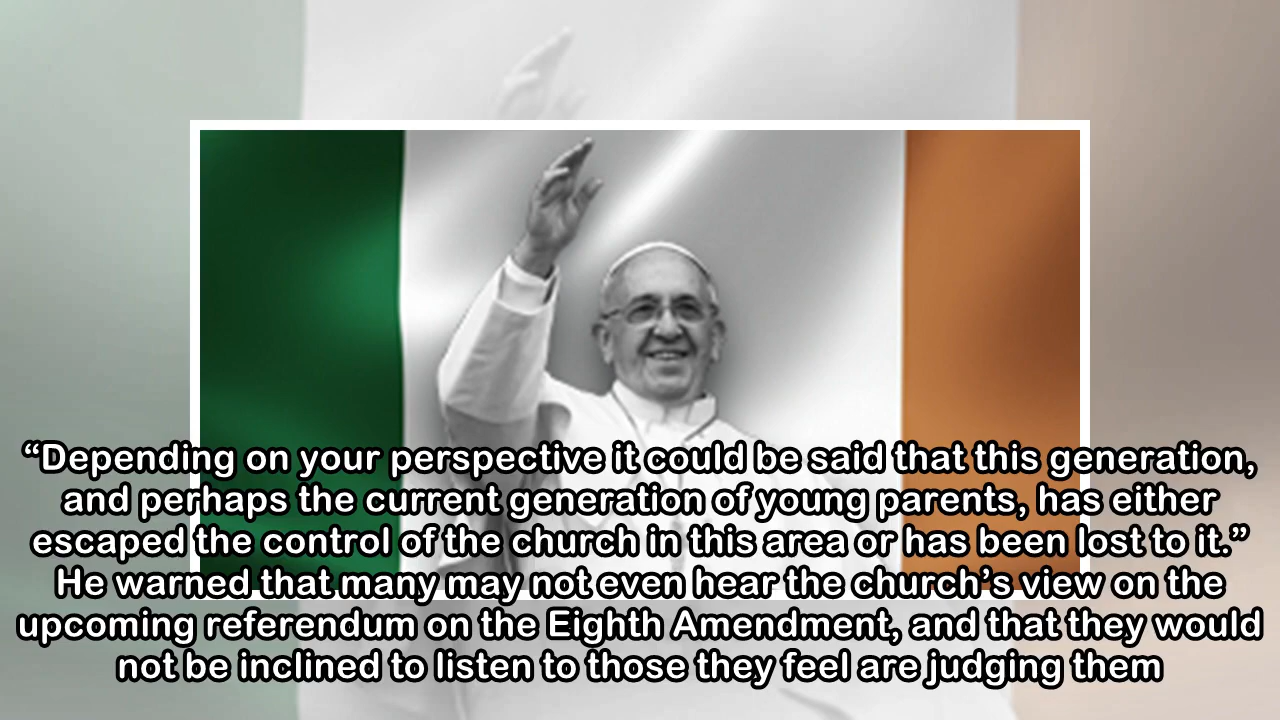 “Depending on your perspective it could be said that this generation,
and perhaps the current generation of young parents, has either
escaped the control of the church in this area or has been lost to it.”
He warned that many may not even hear the church’s view on the
upcoming referendum on the Eighth Amendment, and that they would
not be inclined to listen to those they feel are judging them